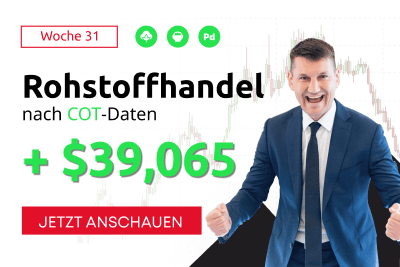 Woche 31
Pd
Rohstoffhandel
nach COT-Daten
+ $39,065
JETZT ANSCHAUEN